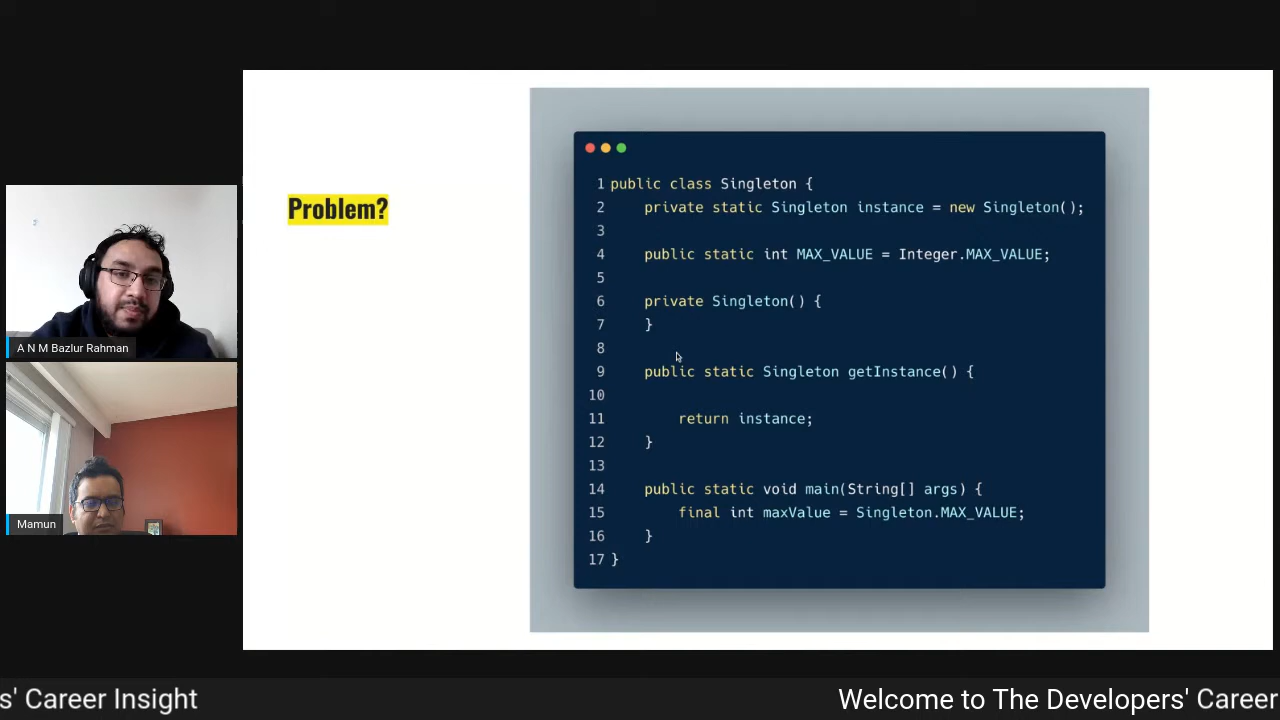 Problem?
1 public class Singleton {
2 private static Singleton instance = new Singleton();
3
4 public static int MAX_VALUE = Integer.MAX_VALUE;
5
6 private Singleton() {
7 }
8
9 public static Singleton getInstance() {
10
11 return instance;
12 }
13
14 public static void main(String[] args) {
15 final int maxValue = Singleton.MAX_VALUE;
16 }
17 }
A N M Bazlur Rahman
Mamun
s' Career Insight
Welcome to The Developers' Career